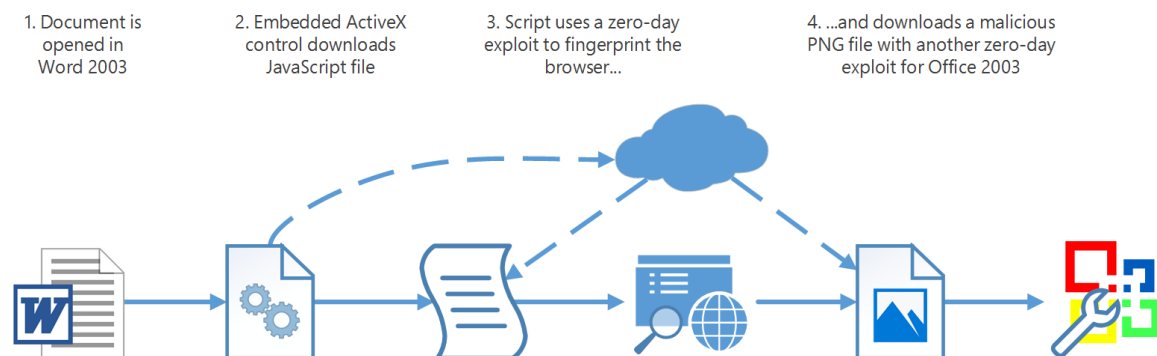 1. Document is
opened in
Word 2003
2. Embedded ActiveX
control downloads
JavaScript file
3. Script uses a zero-day
exploit to fingerprint the
browser...
4. ...and downloads a malicious
PNG file with another zero-day
exploit for Office 2003
W